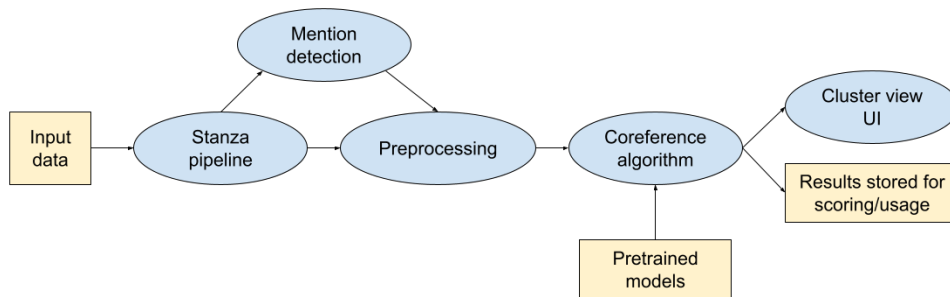 Mention
detection
Input
data
Stanza
pipeline
Preprocessing
Coreference
algorithm
Cluster view
UI
Results stored for
scoring/usage
Pretrained
models